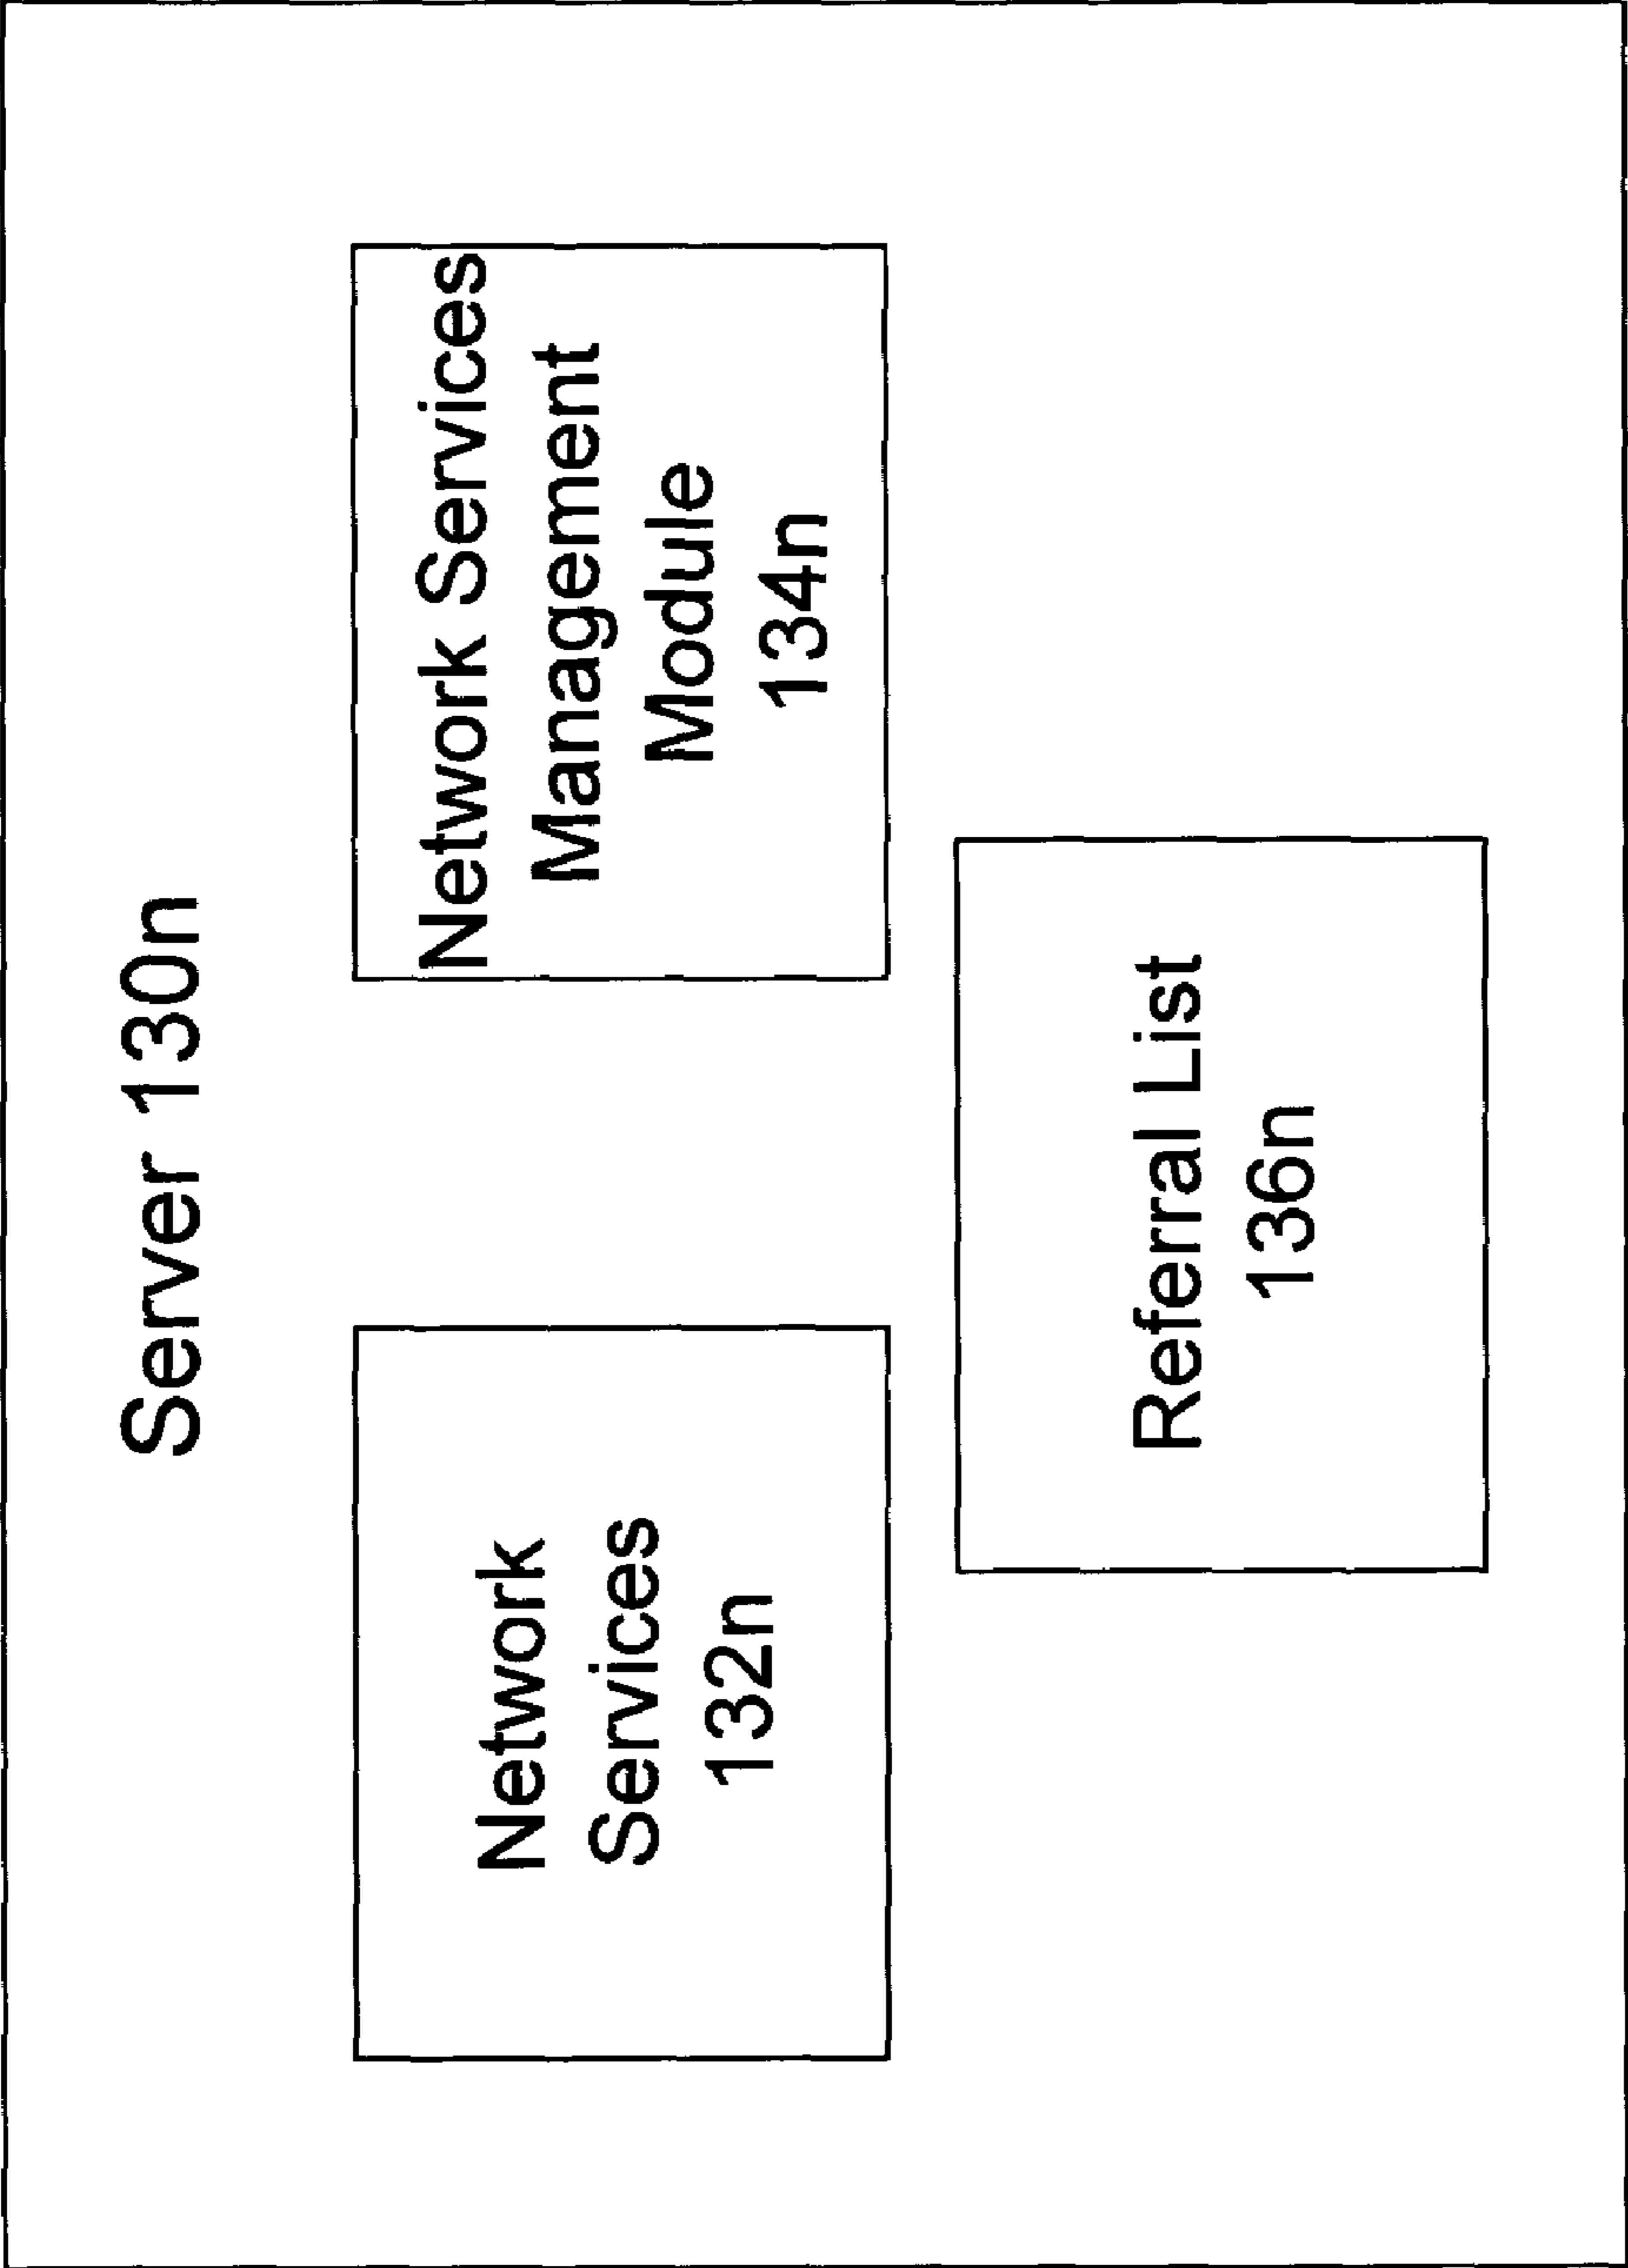 Server 130n
Network
Services
132n
Network Services
Management
Module
134n
Referral List
136n